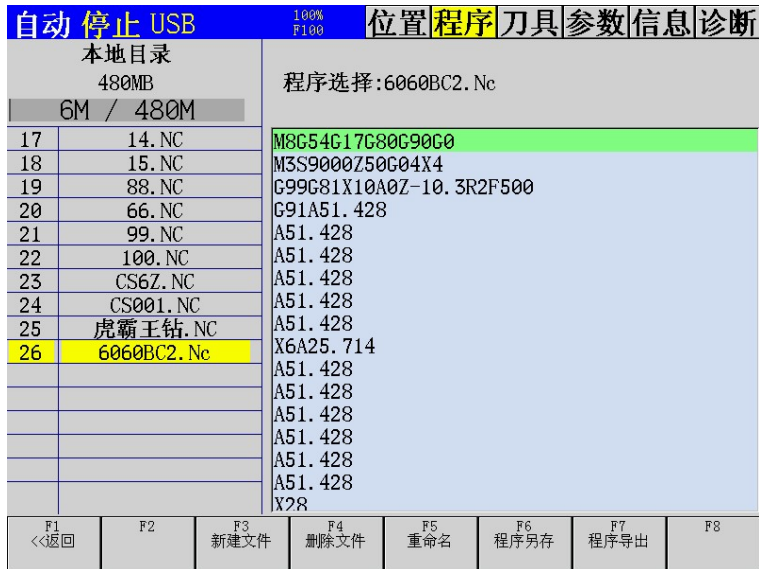 自动 停止 USB 100% F100 位置 程序 刀具 参数 信息 诊断
本地目录
480MB
6M / 480M
程序选择:6060BC2.Nc
17 14.NC
18 15.NC
19 88.NC
20 66.NC
21 99.NC
22 100.NC
23 CS6Z.NC
24 CS001.NC
25 虎霸王钻.NC
26 6060BC2.Nc
M8G54G17G80G90G0
M3S9000Z50G04X4
G99G81X10A0Z-10.3R2F500
G91A51.428
A51.428
A51.428
A51.428
A51.428
A51.428
X6A25.714
A51.428
A51.428
A51.428
A51.428
A51.428
A51.428
X28
F1 F2 F3 F4 F5 F6 F7 F8
<<返回 新建文件 删除文件 重命名 程序另存 程序导出